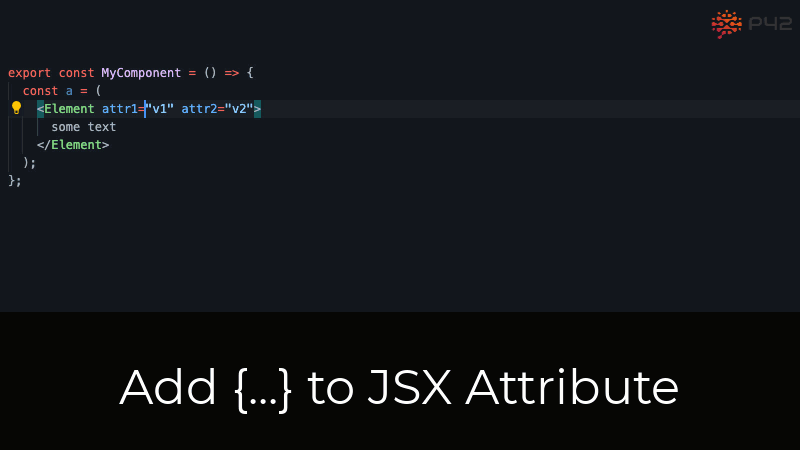 P42
export const MyComponent = () => {
const a = (
<Element attr1="v1" attr2="v2">
some text
</Element>
);
};
Add {...} to JSX Attribute